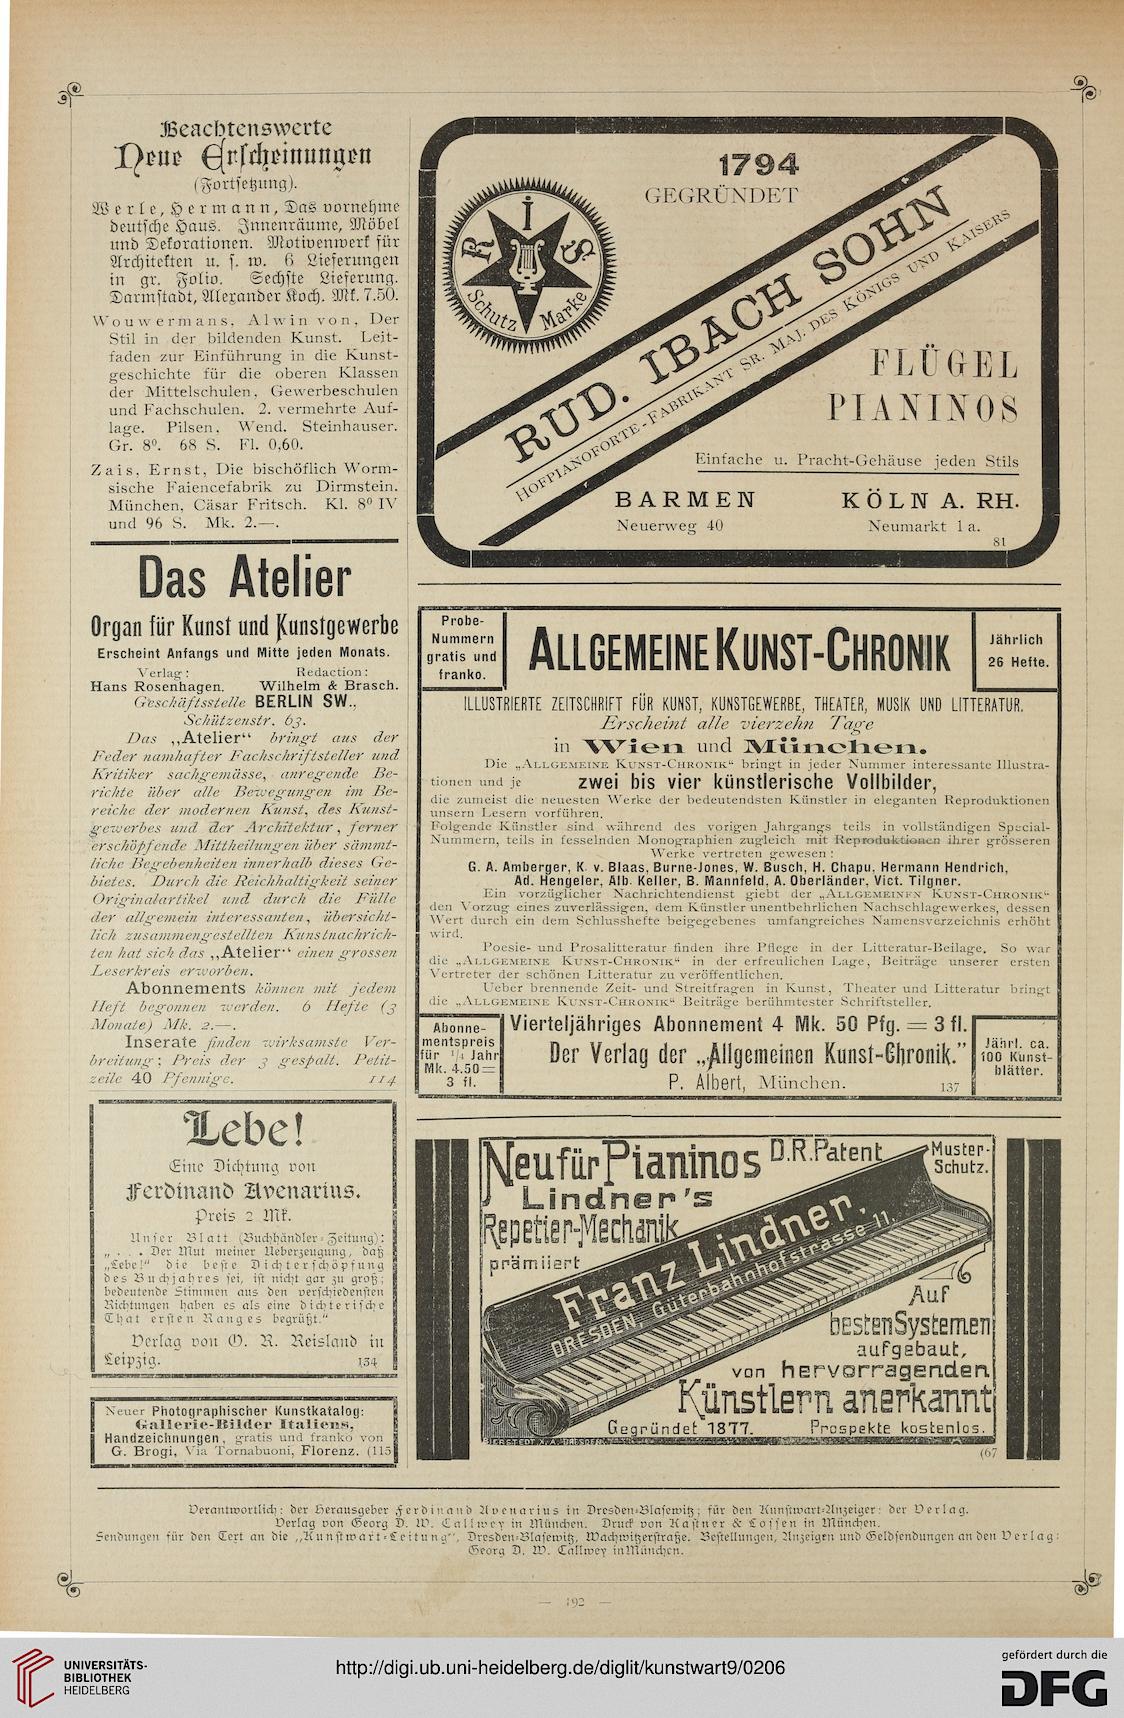 Beachtenswerte
Neue Erscheinungen
(Fortsetzung).
Werle, Hermann, Das vornehme
deutsche Haus. Innenräume, Möbel
und Dekorationen. Motivenwerk für
Architekten u. s. w. 6 Lieferungen
in gr. Folio. Sechste Lieferung.
Darmstadt, Alexander Koch. Mk. 7.50.
Wouwermans, Alwin von, Der
Stil in der bildenden Kunst. Leit-
faden zur Einführung in die Kunst-
geschichte für die oberen Klassen
der Mittelschulen, Gewerbeschulen
und Fachschulen. 2. vermehrte Auf-
lage. Pilsen, Wend. Steinhauser.
Gr. 8º. 68 S. Fl. 0,60.
Zais, Ernst, Die bischöflich Worm-
sische Faiencefabrik zu Dirmstein.
München, Cäsar Fritsch. Kl. 8º IV
und 96 S. Mk. 2.—.
Das Atelier
Organ für Kunst und Kunstgewerbe
Erscheint Anfangs und Mitte jeden Monats.
Verlag: Redaction:
Hans Rosenhagen. Wilhelm & Brasch.
Geschäftsstelle BERLIN SW.,
Schützenstr. 63.
Das „Atelier“ bringt aus der
Feder namhafter Fachschriftsteller und
Kritiker sachgemässe, anregende Be-
richte über alle Bewegungen im Be-
reiche der modernen Kunst, des Kunst-
gewerbes und der Architektur, ferner
erschöpfende Mittheilungen über sämmt-
liche Begebenheiten innerhalb dieses Ge-
bietes. Durch die Reichhaltigkeit seiner
Originalartikel und durch die Fülle
der allgemein interessanten, übersicht-
lich zusammengestellten Kunstnachrich-
ten hat sich das „Atelier“ einen grossen
Leserkreis erworben.
Abonnements können mit jedem
Heft begonnen werden. 6 Hefte (3
Monate) Mk. 2.—.
Inserate finden wirksamste Ver-
breitung; Preis der 3 gespalt. Petit-
zeile 40 Pfennige. 114
Lebe!
Eine Dichtung von
Ferdinand Avenarius.
Preis 2 Mk.
Unser Blatt (Buchhändler-Zeitung):
„ . . . Der Mut meiner Ueberzeugung, daß
„Lebe!“ die beste Dichterschöpfung
des Buchjahres sei, ist nicht gar zu groß;
bedeutende Stimmen aus den verschiedensten
Richtungen haben es als eine dichterische
That ersten Ranges begrüßt.“
Verlag von O. R. Reisland in
Leipzig. 134
Neuer Photographischer Kunstkatalog:
Gallerie-Bilder Italiens,
Handzeichnungen, gratis und franko von
G. Brogi, Via Tornabuoni, Florenz. (115
1794
GEGRÜNDET
RIS
Schutz Marke
RUD. IBACH SOHN
HOFPIANOFORTE-FABRIKANT SR. MAJ. DES KÖNIGS UND KAISERS
FLÜGEL
PIANINOS
Einfache u. Pracht-Gehäuse jeden Stils
BARMEN KÖLN A. RH.
Neuerweg 40 Neumarkt 1 a.
81
Probe-
Nummern
gratis und
franko.
ALLGEMEINE KUNST-CHRONIK
Jährlich
26 Hefte.
ILLUSTRIERTE ZEITSCHRIFT FÜR KUNST, KUNSTGEWERBE, THEATER, MUSIK UND LITTERATUR.
Erscheint alle vierzehn Tage
in Wien und München.
Die „ALLGEMEINE KUNST-CHRONIK“ bringt in jeder Nummer interessante Illustra-
tionen und je zwei bis vier künstlerische Vollbilder,
die zumeist die neuesten Werke der bedeutendsten Künstler in eleganten Reproduktionen
unsern Lesern vorführen.
Folgende Künstler sind während des vorigen Jahrgangs teils in vollständigen Special-
Nummern, teils in fesselnden Monographien zugleich mit Reproduktionen ihrer grösseren
Werke vertreten gewesen:
G. A. Amberger, K. v. Blaas, Burne-Jones, W. Busch, H. Chapu, Hermann Hendrich,
Ad. Hengeler, Alb. Keller, B. Mannfeld, A. Oberländer, Vict. Tilgner.
Ein vorzüglicher Nachrichtendienst giebt der „ALLGEMEINEN KUNST-CHRONIK“
den Vorzug eines zuverlässigen, dem Künstler unentbehrlichen Nachschlagewerkes, dessen
Wert durch ein dem Schlusshefte beigegebenes umfangreiches Namensverzeichnis erhöht
wird.
Poesie- und Prosalitteratur finden ihre Pflege in der Litteratur-Beilage. So war
die „ALLGEMEINE KUNST-CHRONIK“ in der erfreulichen Lage, Beiträge unserer ersten
Vertreter der schönen Litteratur zu veröffentlichen.
Ueber brennende Zeit- und Streitfragen in Kunst, Theater und Litteratur bringt
die „ALLGEMEINE KUNST-CHRONIK“ Beiträge berühmtester Schriftsteller.
Abonne-
mentspreis
für ¼ Jahr
Mk. 4.50 =
3 fl.
Vierteljähriges Abonnement 4 Mk. 50 Pfg. = 3 fl.
Der Verlag der „Allgemeinen Kunst-Chronik.“
P. Albert, München. 137
Jährl. ca.
100 Kunst-
blätter.
Neu für Pianinos D.R.Patent
Muster-
Schutz.
Lindner's
Repetier-Mechanik
prämiiert
Franz Lindner.
DRESDEN, Güterbahnhofstrasse 11.
Auf
besten Systemen
aufgebaut,
von hervorragenden
Künstlern anerkannt
Gegründet 1877. Prospekte kostenlos.
(67
Verantwortlich: der Herausgeber Ferdinand Avenarius in Dresden-Blasewitz; für den Kunstwart-Anzeiger: der Verlag.
Verlag von Georg D. W. Callwey in München. Druck von Kastner & Lossen in München.
Sendungen für den Text an die „Kunstwart-Leitung“, Dresden-Blasewitz, Wachwitzerstraße. Bestellungen, Anzeigen und Geldsendungen an den Verlag:
Georg D. W. Callwey in München.
— 192 —
UNIVERSITÄTS-
BIBLIOTHEK
HEIDELBERG
http://digi.ub.uni-heidelberg.de/diglit/kunstwart9/0206
gefördert durch die
DFG